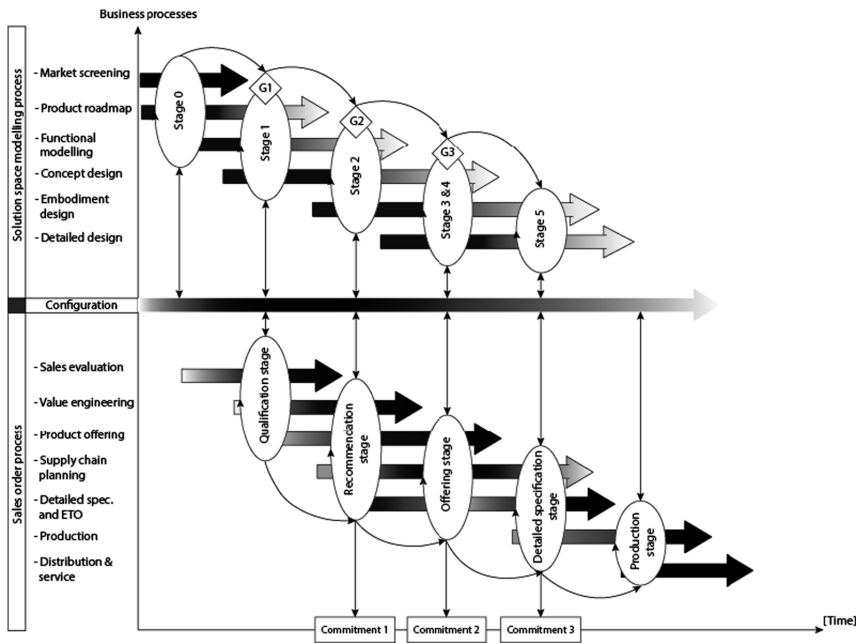 Business processes
Solution space modelling process
- Market screening
- Product roadmap
- Functional
modelling
- Concept design
- Embodiment
design
- Detailed design
Stage 0
G1
Stage 1
G2
Stage 2
G3
Stage 3 & 4
Stage 5
Configuration
Sales order process
- Sales evaluation
- Value engineering
- Product offering
- Supply chain
planning
- Detailed spec.
and ETO
- Production
- Distribution &
service
Qualification stage
Recommenciation
stage
Offering stage
Detailed specification
stage
Production
stage
Commitment 1
Commitment 2
Commitment 3
[Time]